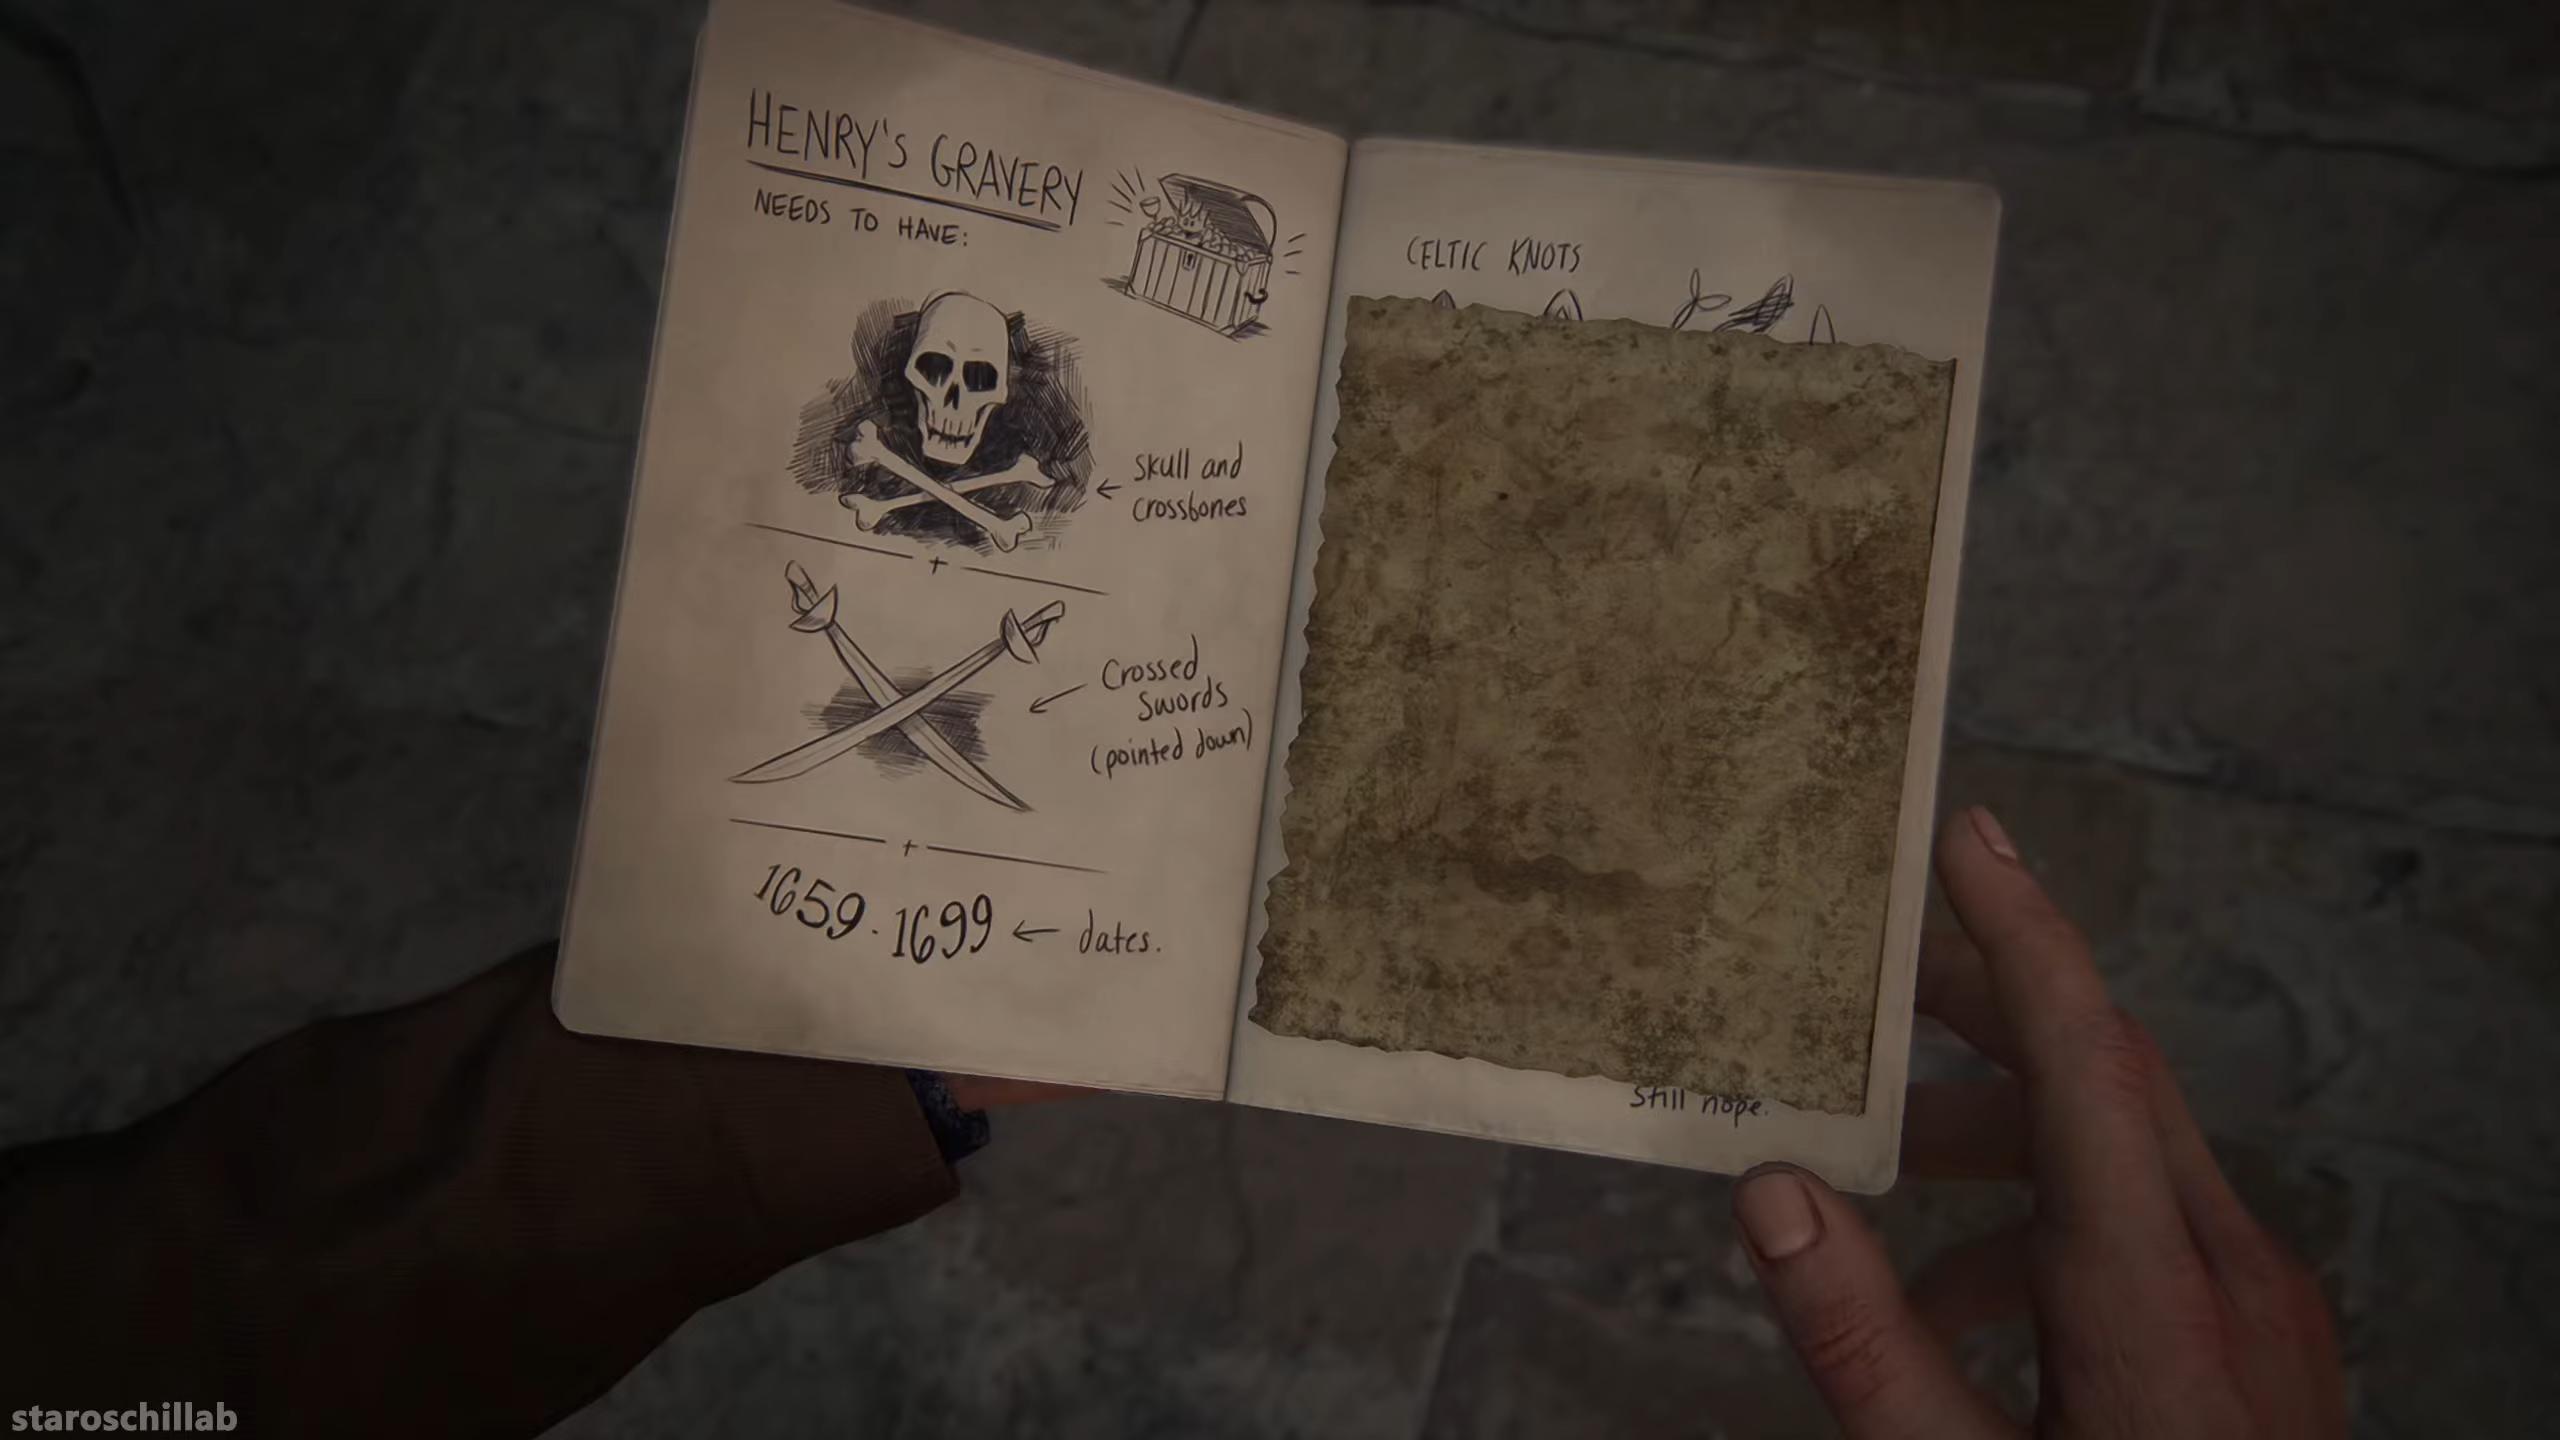 HENRY'S GRAVERY
NEEDS TO HAVE:
Skull and
crossbones
+
Crossed
Swords
(pointed down)
+
1659 · 1699 ← dates.
CELTIC KNOTS
Still nope.
staroschillab